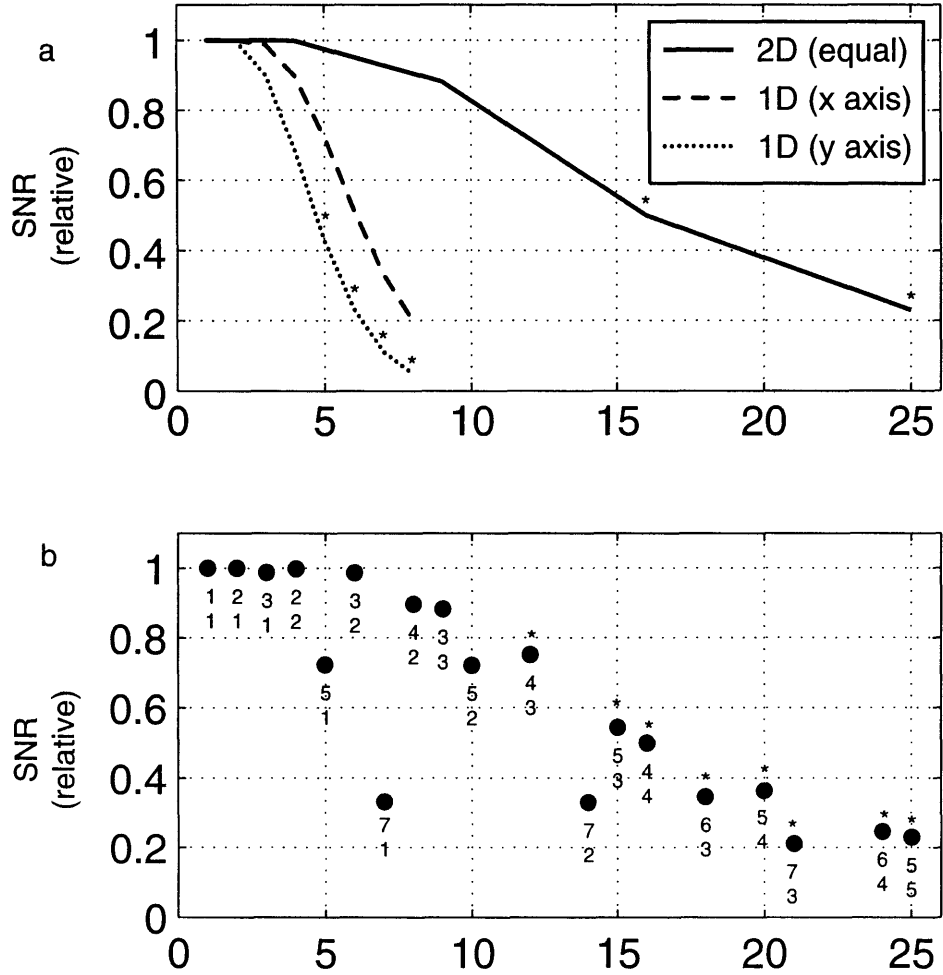 a
1
0.8
0.6
0.4
0.2
0
SNR
(relative)
2D (equal)
1D (x axis)
1D (y axis)
* * * * * *
0 5 10 15 20 25
b
1
0.8
0.6
0.4
0.2
0
SNR
(relative)
1 2 3 2 3
1 1 1 2 2
4 3
2 3
5 5 4
1 2 3
5 4
3 4
7 7 6 5
1 2 3 4
7 6 5
3 4 5
* * * * * * * *
0 5 10 15 20 25